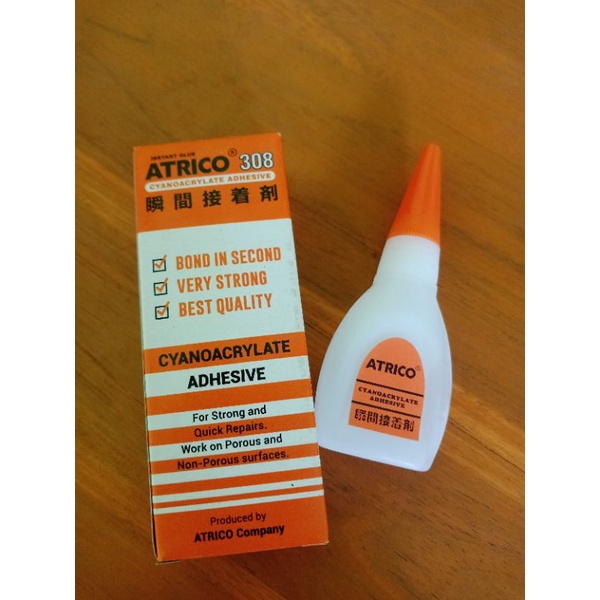 INSTANT GLUE
ATRICO® 308
CYANOACRYLATE ADHESIVE
瞬間接着剤
BOND IN SECOND
VERY STRONG
BEST QUALITY
CYANOACRYLATE
ADHESIVE
For Strong and
Quick Repairs.
Work on Porous and
Non-Porous surfaces.
Produced by
ATRICO Company
ATRICO®
CYANOACRYLATE
ADHESIVE
瞬間接着剤